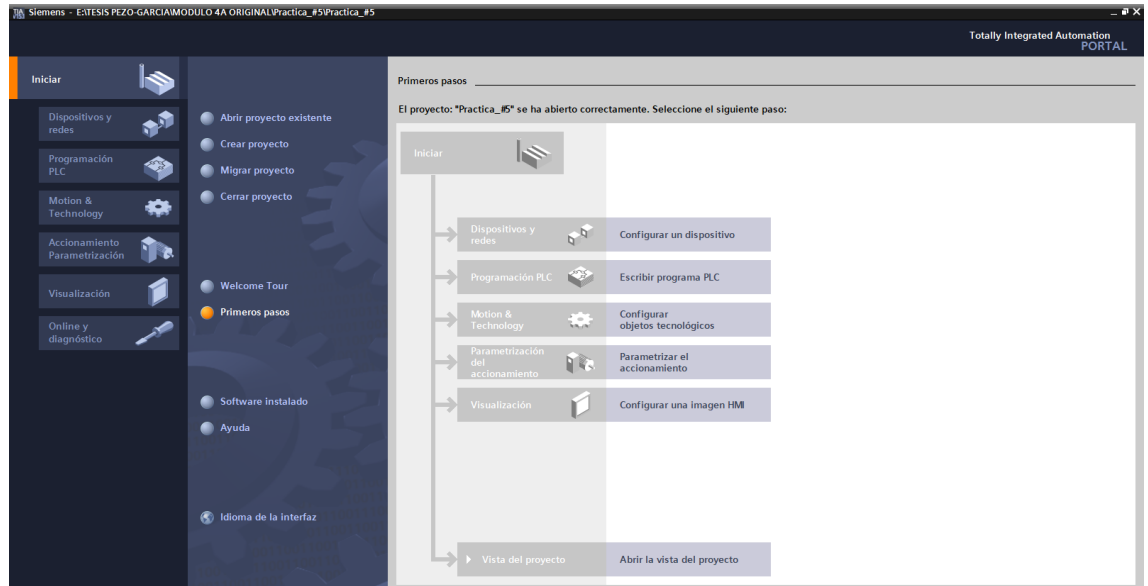 Siemens - E:\TESIS PEZO-GARCIA\MODULO 4A ORIGINAL\Practica_#5\Practica_#5
Totally Integrated Automation
PORTAL
Iniciar
Dispositivos y
redes
Programación
PLC
Motion &
Technology
Accionamiento
Parametrización
Visualización
Online y
diagnóstico
Abrir proyecto existente
Crear proyecto
Migrar proyecto
Cerrar proyecto
Welcome Tour
Primeros pasos
Software instalado
Ayuda
Idioma de la interfaz
Primeros pasos
El proyecto: "Practica_#5" se ha abierto correctamente. Seleccione el siguiente paso:
Iniciar
Dispositivos y
redes
Configurar un dispositivo
Programación PLC
Escribir programa PLC
Motion &
Technology
Configurar
objetos tecnológicos
Parametrización
del
accionamiento
Parametrizar el
accionamiento
Visualización
Configurar una imagen HMI
Vista del proyecto
Abrir la vista del proyecto